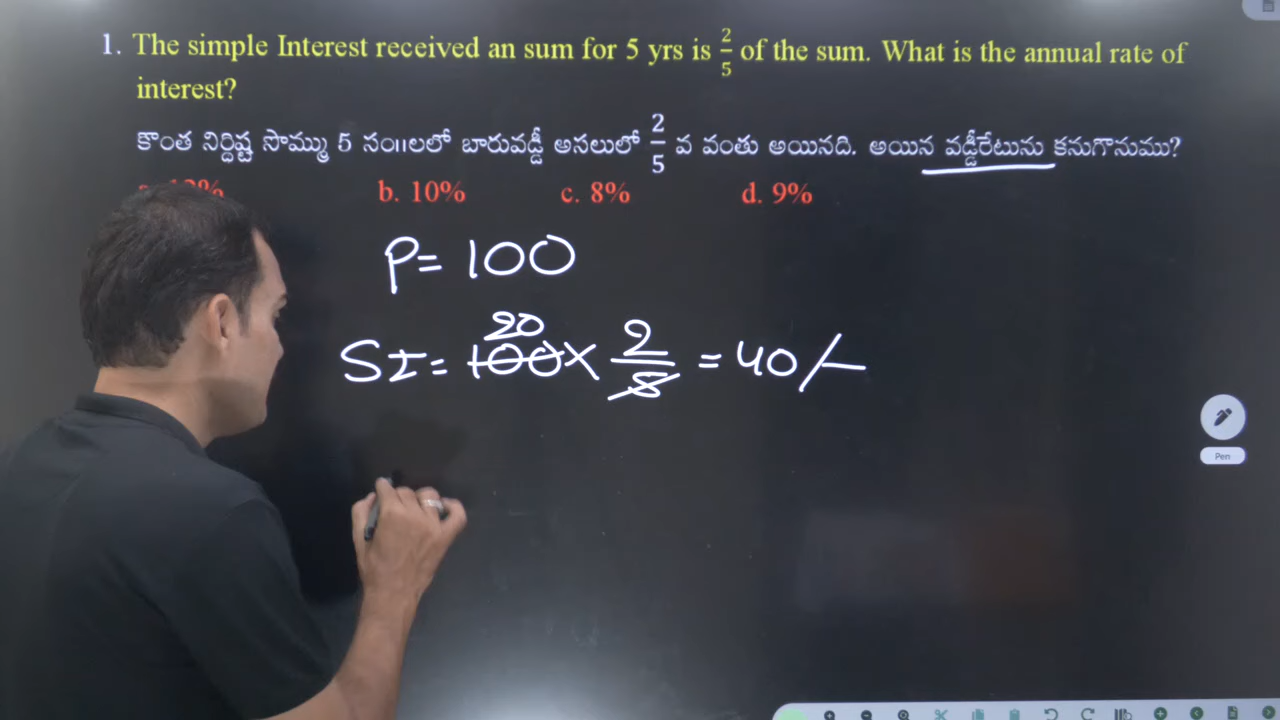 1. The simple Interest received an sum for 5 yrs is 2/5 of the sum. What is the annual rate of
interest?
కొంత నిర్దిష్ట సొమ్ము 5 సం॥లలో బారువడ్డీ అసలులో 2/5 వ వంతు అయినది. అయిన వడ్డీరేటును కనుగొనుము?
b. 10% c. 8% d. 9%
P= 100
20
SI= 100 × 2/5 = 40/-
Pen